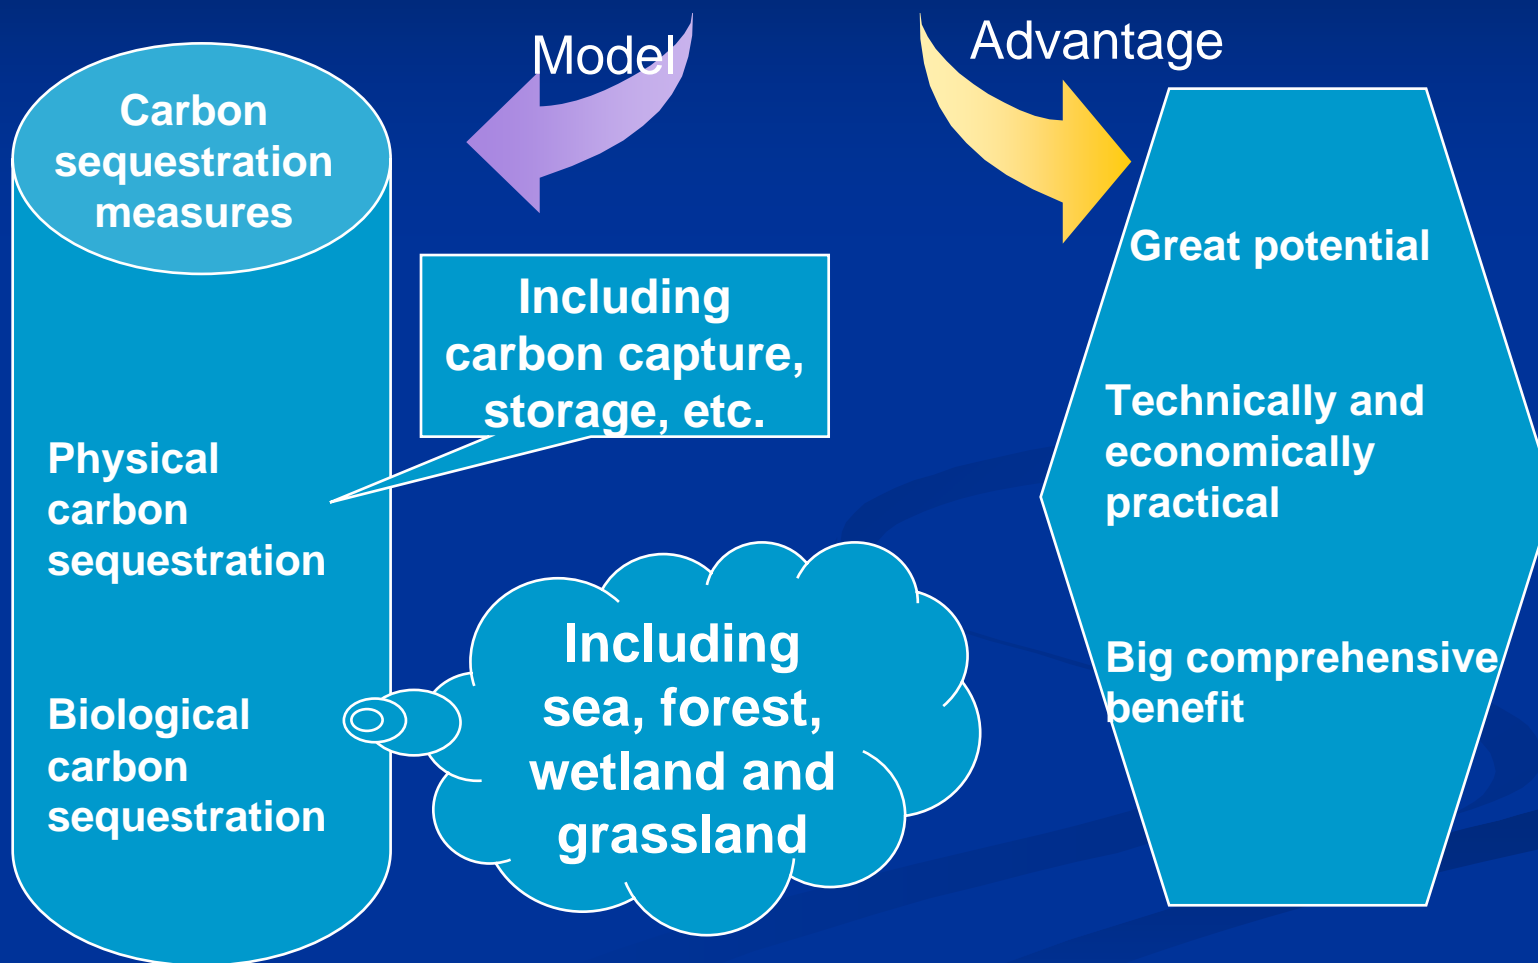 Model
Advantage
Carbon
sequestration
measures
Including
carbon capture,
storage, etc.
Physical
carbon
sequestration
Including
sea, forest,
wetland and
grassland
Biological
carbon
sequestration
Great potential
Technically and
economically
practical
Big comprehensive
benefit